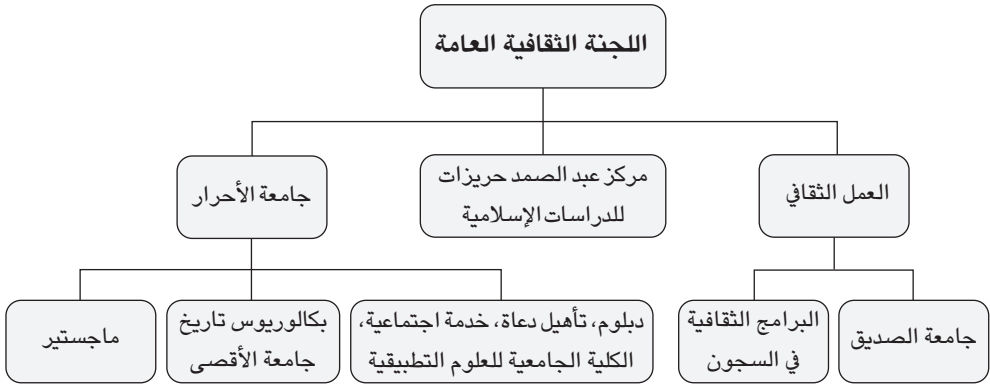 اللجنة الثقافية العامة
العمل الثقافي
مركز عبد الصمد حريزات
للدراسات الإسلامية
جامعة الأحرار
جامعة الصديق
البرامج الثقافية
في السجون
دبلوم، تأهيل دعاة، خدمة اجتماعية،
الكلية الجامعية للعلوم التطبيقية
بكالوريوس تاريخ
جامعة الأقصى
ماجستير